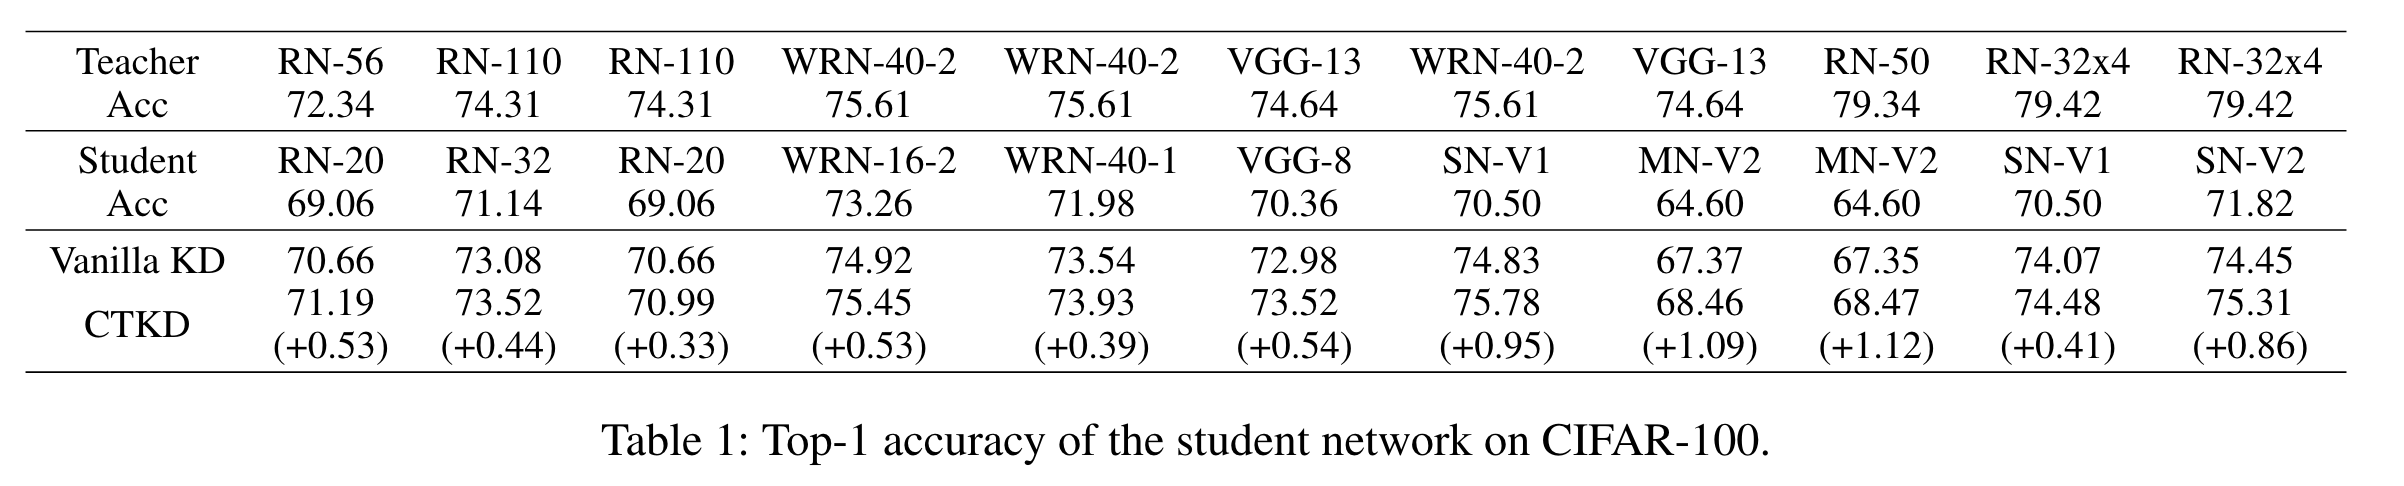 Teacher RN-56 RN-110 RN-110 WRN-40-2 WRN-40-2 VGG-13 WRN-40-2 VGG-13 RN-50 RN-32x4 RN-32x4
Acc 72.34 74.31 74.31 75.61 75.61 74.64 75.61 74.64 79.34 79.42 79.42
Student RN-20 RN-32 RN-20 WRN-16-2 WRN-40-1 VGG-8 SN-V1 MN-V2 MN-V2 SN-V1 SN-V2
Acc 69.06 71.14 69.06 73.26 71.98 70.36 70.50 64.60 64.60 70.50 71.82
Vanilla KD 70.66 73.08 70.66 74.92 73.54 72.98 74.83 67.37 67.35 74.07 74.45
CTKD 71.19 73.52 70.99 75.45 73.93 73.52 75.78 68.46 68.47 74.48 75.31
(+0.53) (+0.44) (+0.33) (+0.53) (+0.39) (+0.54) (+0.95) (+1.09) (+1.12) (+0.41) (+0.86)
Table 1: Top-1 accuracy of the student network on CIFAR-100.